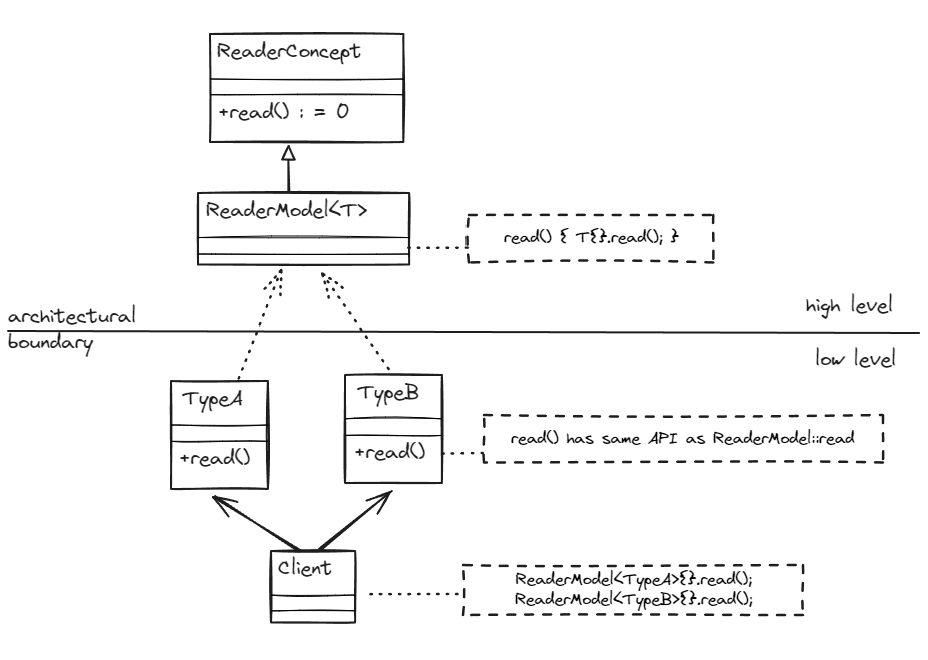 ReaderConcept
+read() : = 0
ReaderModel<T>
read() { T{}.read(); }
architectural
boundary
high level
low level
TypeA
+read()
TypeB
+read()
read() has same API as ReaderModel::read
Client
ReaderModel<TypeA>{}.read();
ReaderModel<TypeB>{}.read();